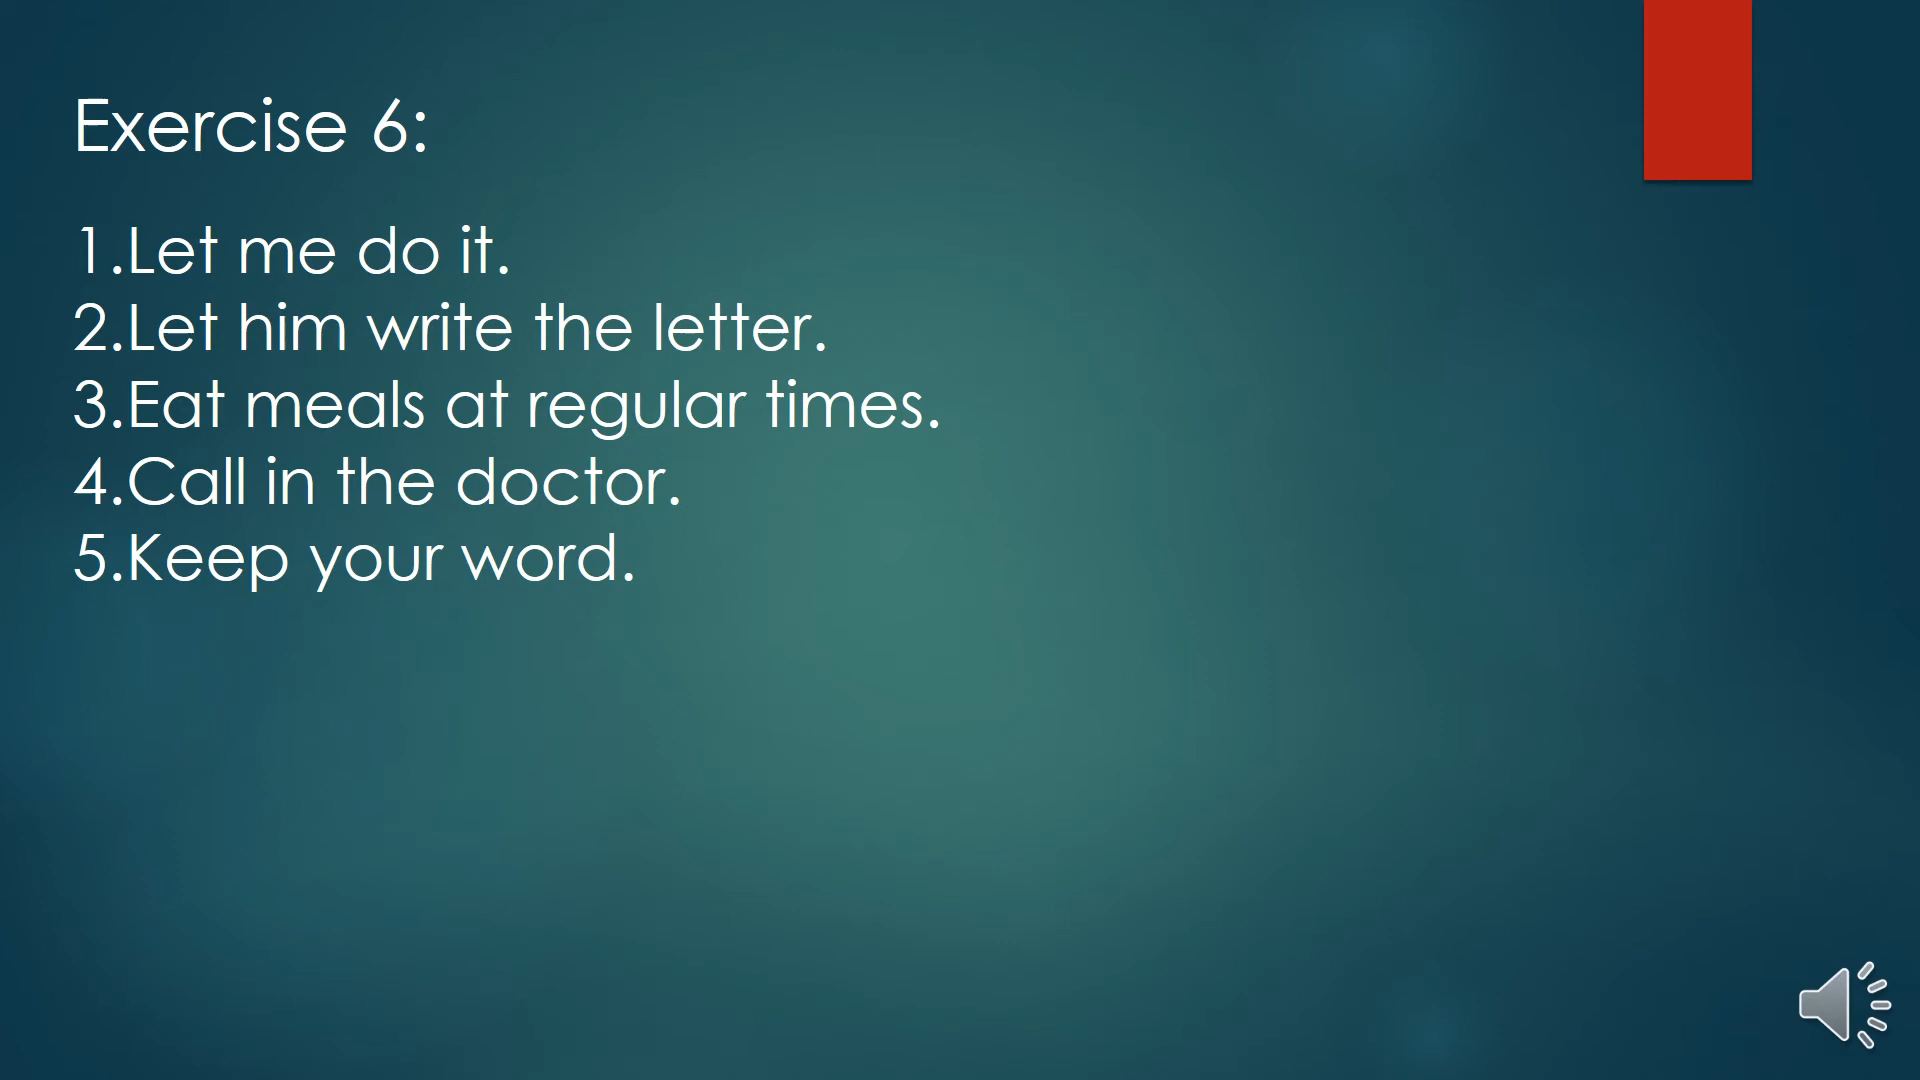 Exercise 6:
1.Let me do it.
2.Let him write the letter.
3.Eat meals at regular times.
4.Call in the doctor.
5.Keep your word.